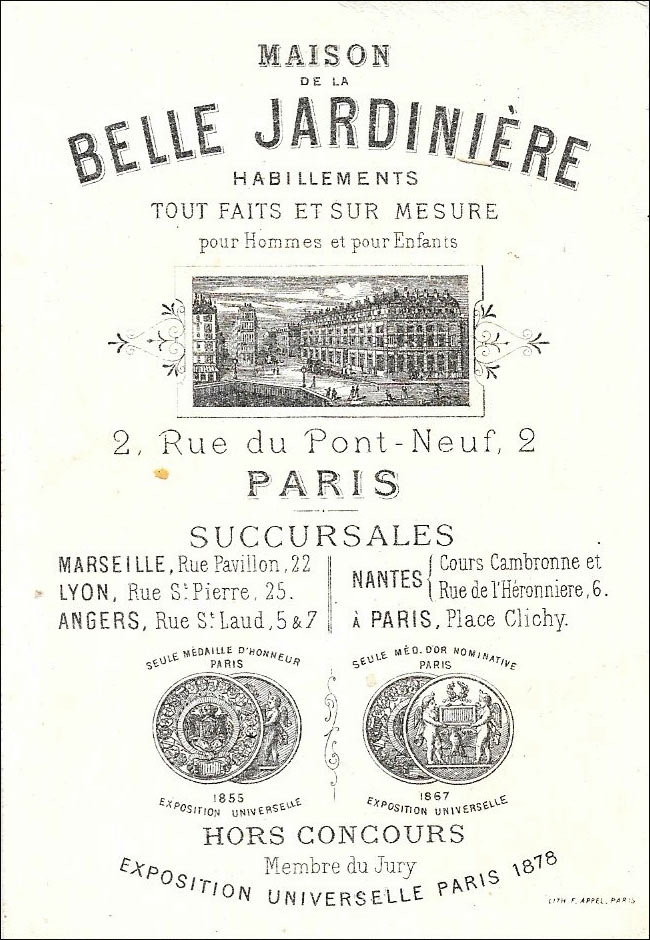 MAISON
DE LA
BELLE JARDINIÈRE
HABILLEMENTS
TOUT FAITS ET SUR MESURE
pour Hommes et pour Enfants
2, Rue du Pont-Neuf, 2
PARIS
SUCCURSALES
MARSEILLE, Rue Pavillon, 22
LYON, Rue St Pierre, 25.
ANGERS, Rue St Laud, 5 & 7
NANTES { Cours Cambronne et
Rue de l'Héronniere, 6.
À PARIS, Place Clichy.
SEULE MÉDAILLE D'HONNEUR
PARIS
1855
EXPOSITION UNIVERSELLE
SEULE MÉD. D'OR NOMINATIVE
PARIS
1867
EXPOSITION UNIVERSELLE
HORS CONCOURS
Membre du Jury
EXPOSITION UNIVERSELLE PARIS 1878
LITH. F. APPEL, PARIS